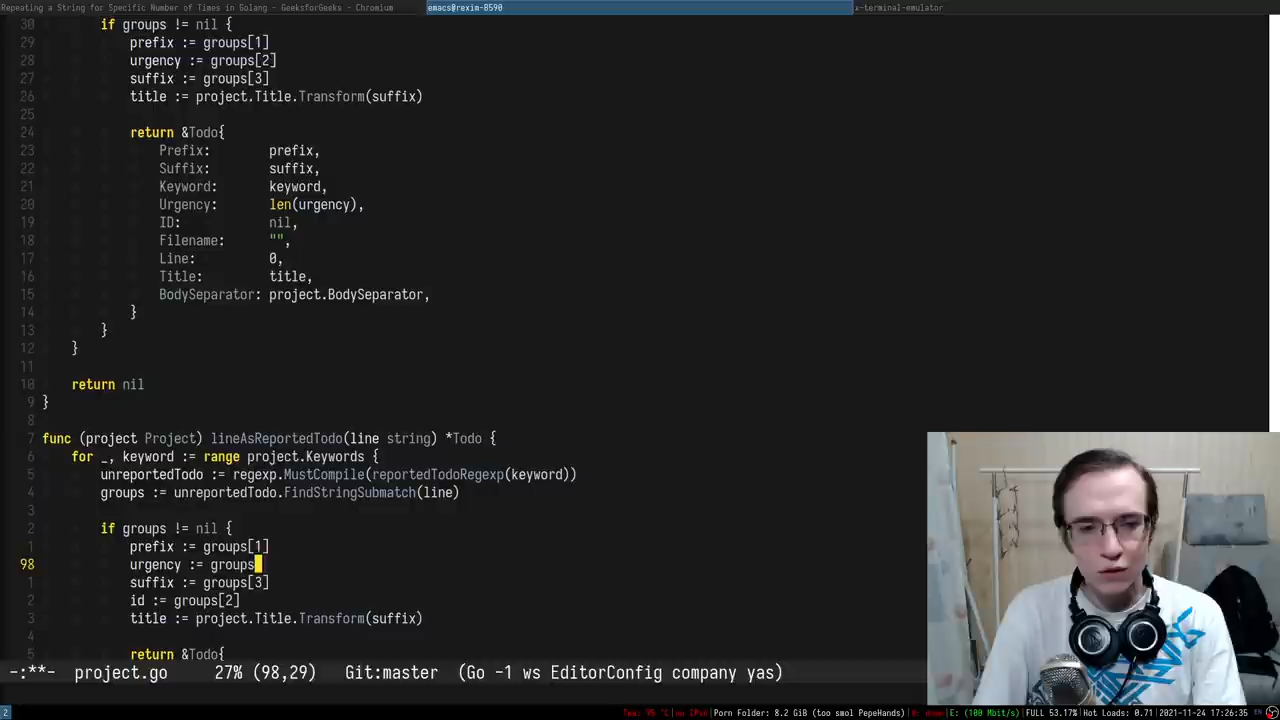 Repeating a String for Specific Number of Times in Golang - GeeksforGeeks - Chromium emacs@rexim-B590 x-terminal-emulator
30 if groups != nil {
29 prefix := groups[1]
28 urgency := groups[2]
27 suffix := groups[3]
26 title := project.Title.Transform(suffix)
25
24 return &Todo{
23 Prefix: prefix,
22 Suffix: suffix,
21 Keyword: keyword,
20 Urgency: len(urgency),
19 ID: nil,
18 Filename: "",
17 Line: 0,
16 Title: title,
15 BodySeparator: project.BodySeparator,
14 }
13 }
12 }
11
10 return nil
9 }
8
7 func (project Project) lineAsReportedTodo(line string) *Todo {
6 for _, keyword := range project.Keywords {
5 unreportedTodo := regexp.MustCompile(reportedTodoRegexp(keyword))
4 groups := unreportedTodo.FindStringSubmatch(line)
3
2 if groups != nil {
1 prefix := groups[1]
98 urgency := groups
1 suffix := groups[3]
2 id := groups[2]
3 title := project.Title.Transform(suffix)
4
5 return &Todo{
-:**- project.go 27% (98,29) Git:master (Go -1 ws EditorConfig company yas)
2 95 °C|no IPv6|Porn Folder: 8.2 GiB (too smol PepeHands)|W: down|E: (100 Mbit/s)|FULL 53.17%|Hot Loads: 0.71|2021-11-24 17:26:35 EN